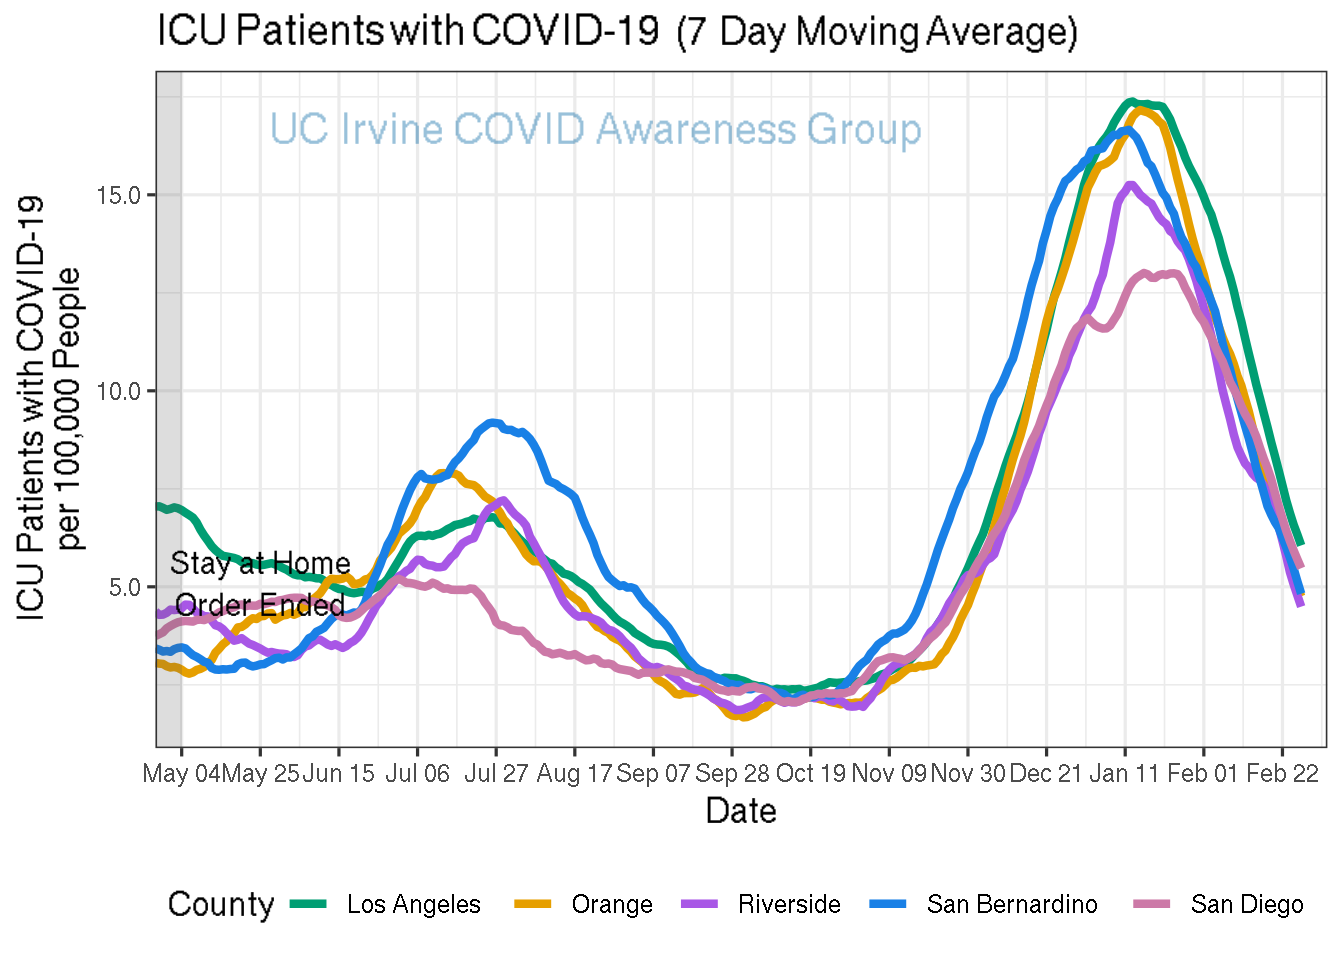 ICU Patients with COVID-19 (7 Day Moving Average)
UC Irvine COVID Awareness Group
ICU Patients with COVID-19
per 100,000 People
15.0
10.0
5.0
Stay at Home
Order Ended
May 04 May 25 Jun 15 Jul 06 Jul 27 Aug 17 Sep 07 Sep 28 Oct 19 Nov 09 Nov 30 Dec 21 Jan 11 Feb 01 Feb 22
Date
County Los Angeles Orange Riverside San Bernardino San Diego